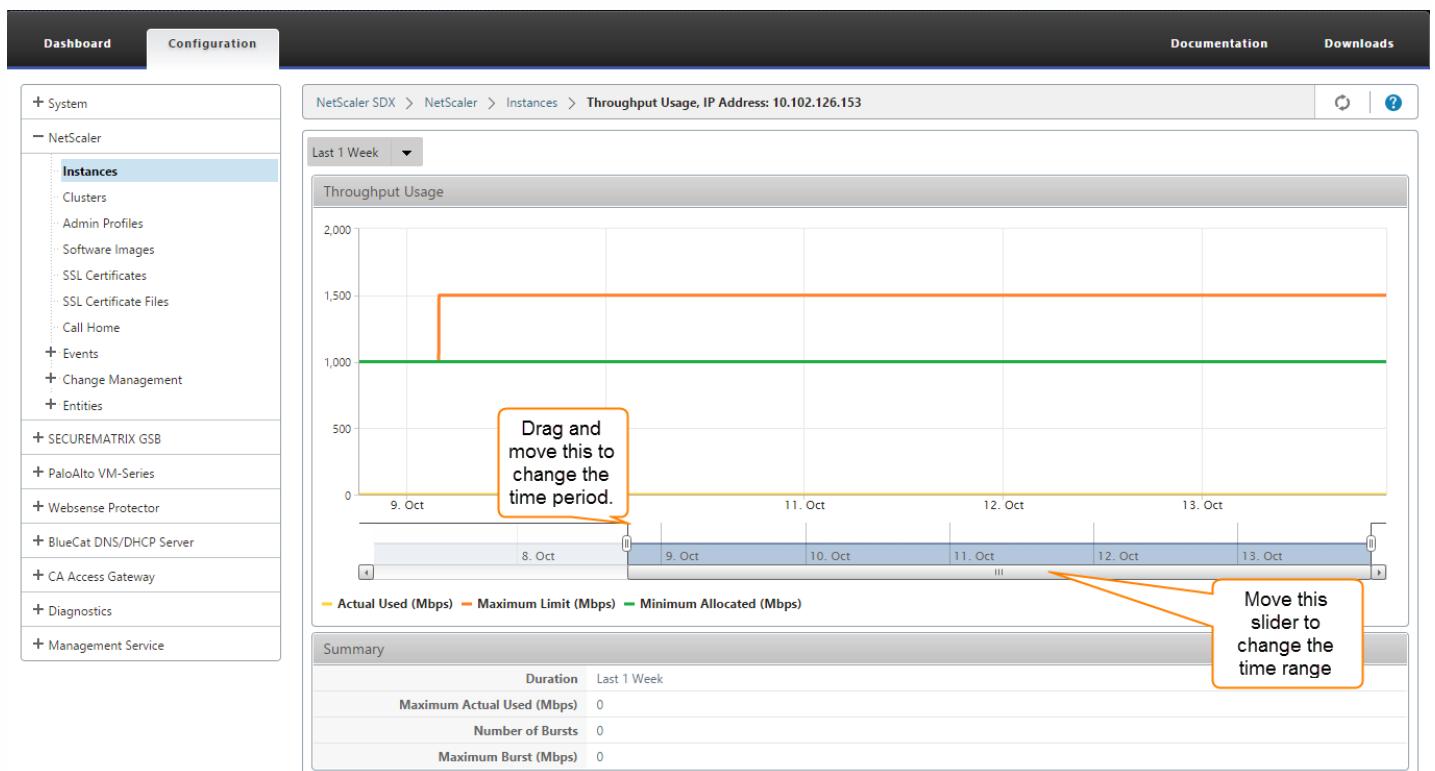 Dashboard Configuration Documentation Downloads
+ System
− NetScaler
Instances
Clusters
Admin Profiles
Software Images
SSL Certificates
SSL Certificate Files
Call Home
+ Events
+ Change Management
+ Entities
+ SECUREMATRIX GSB
+ PaloAlto VM-Series
+ Websense Protector
+ BlueCat DNS/DHCP Server
+ CA Access Gateway
+ Diagnostics
+ Management Service
NetScaler SDX > NetScaler > Instances > Throughput Usage, IP Address: 10.102.126.153
?
Last 1 Week
Throughput Usage
2,000
1,500
1,000
500
0
9. Oct 11. Oct 12. Oct 13. Oct
Drag and
move this to
change the
time period.
8. Oct 9. Oct 10. Oct 11. Oct 12. Oct 13. Oct
Actual Used (Mbps) Maximum Limit (Mbps) Minimum Allocated (Mbps)
Move this
slider to
change the
time range
Summary
Duration Last 1 Week
Maximum Actual Used (Mbps) 0
Number of Bursts 0
Maximum Burst (Mbps) 0